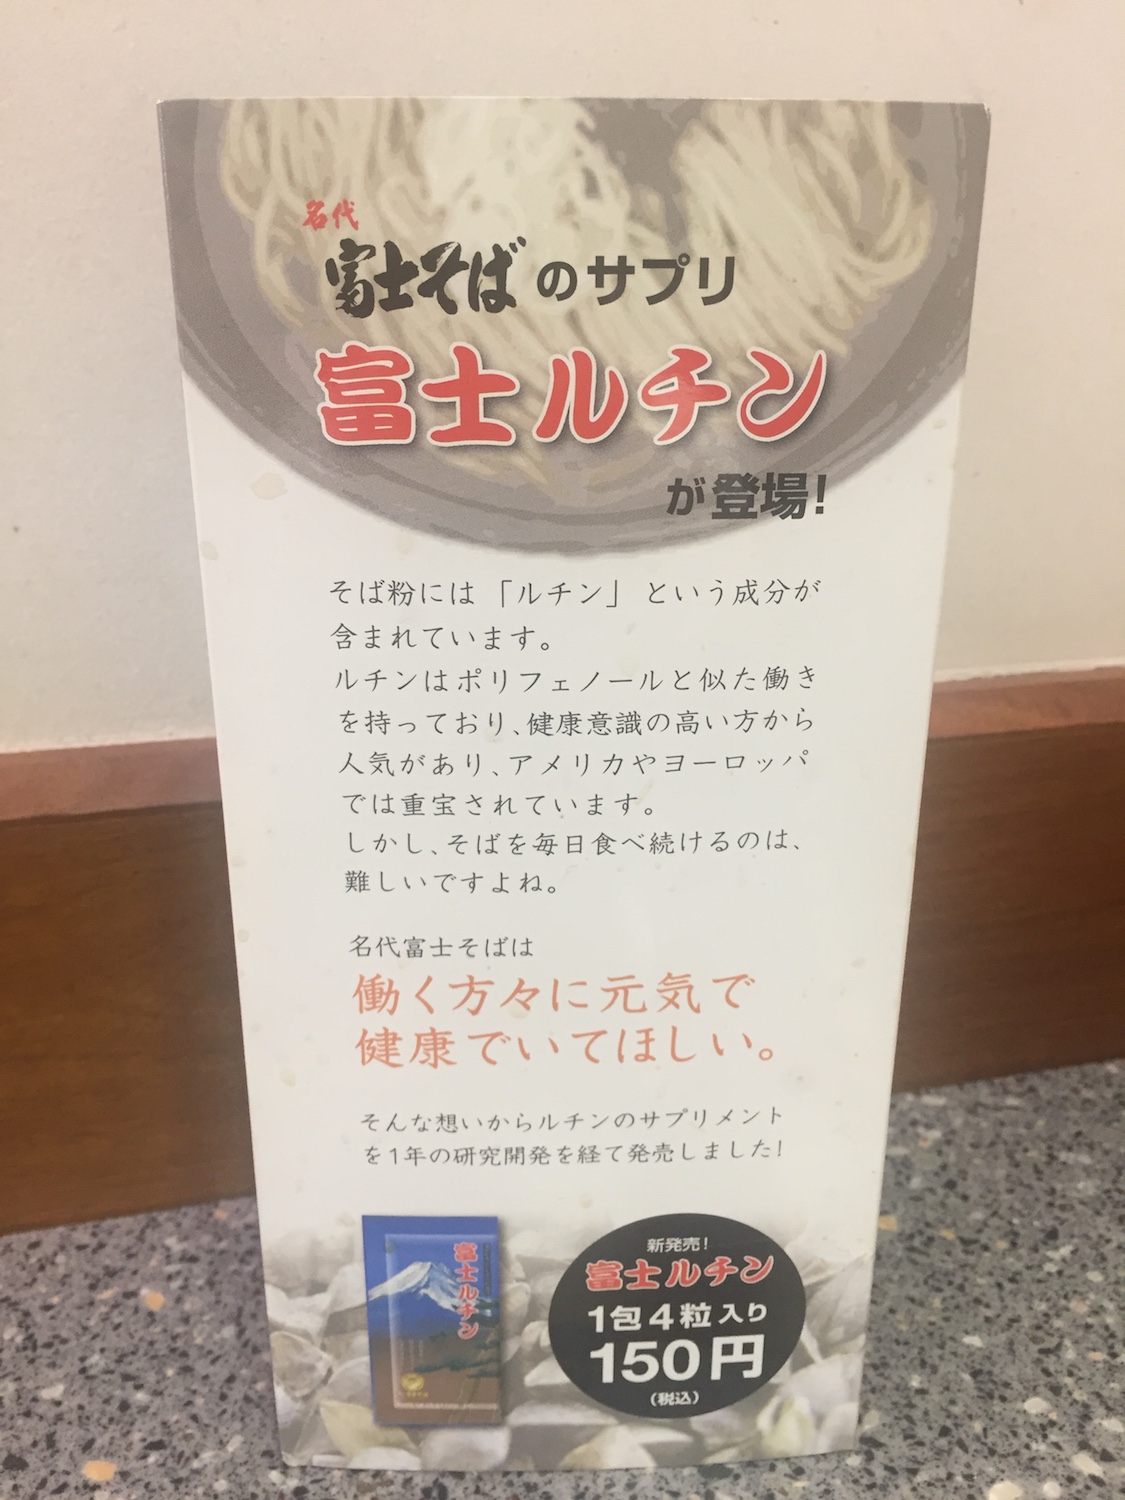 名代
富士そばのサプリ
富士ルチン
が登場!
そば粉には「ルチン」という成分が
含まれています。
ルチンはポリフェノールと似た働き
を持っており、健康意識の高い方から
人気があり、アメリカやヨーロッパ
では重宝されています。
しかし、そばを毎日食べ続けるのは、
難しいですよね。
名代富士そばは
働く方々に元気で
健康でいてほしい。
そんな想いからルチンのサプリメント
を1年の研究開発を経て発売しました!
富士ルチン
新発売!
富士ルチン
1包4粒入り
150円
(税込)